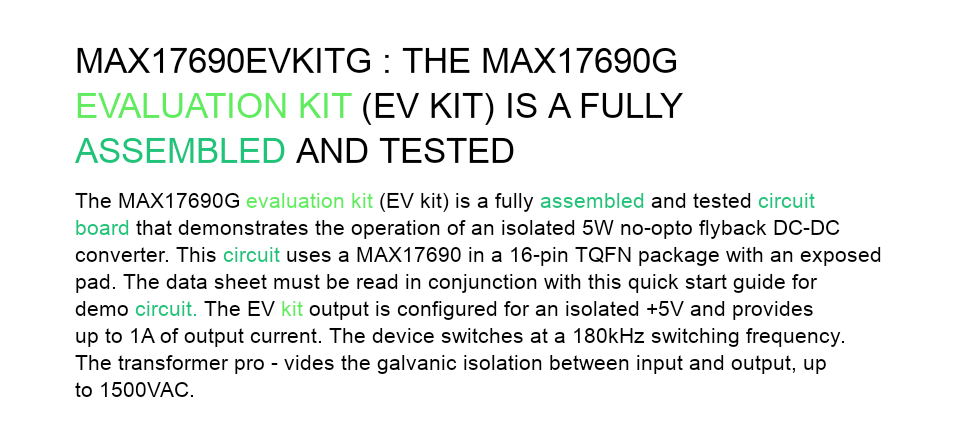 MAX17690EVKITG : THE MAX17690G
EVALUATION KIT (EV KIT) IS A FULLY
ASSEMBLED AND TESTED
The MAX17690G evaluation kit (EV kit) is a fully assembled and tested circuit
board that demonstrates the operation of an isolated 5W no-opto flyback DC-DC
converter. This circuit uses a MAX17690 in a 16-pin TQFN package with an exposed
pad. The data sheet must be read in conjunction with this quick start guide for
demo circuit. The EV kit output is configured for an isolated +5V and provides
up to 1A of output current. The device switches at a 180kHz switching frequency.
The transformer pro - vides the galvanic isolation between input and output, up
to 1500VAC.